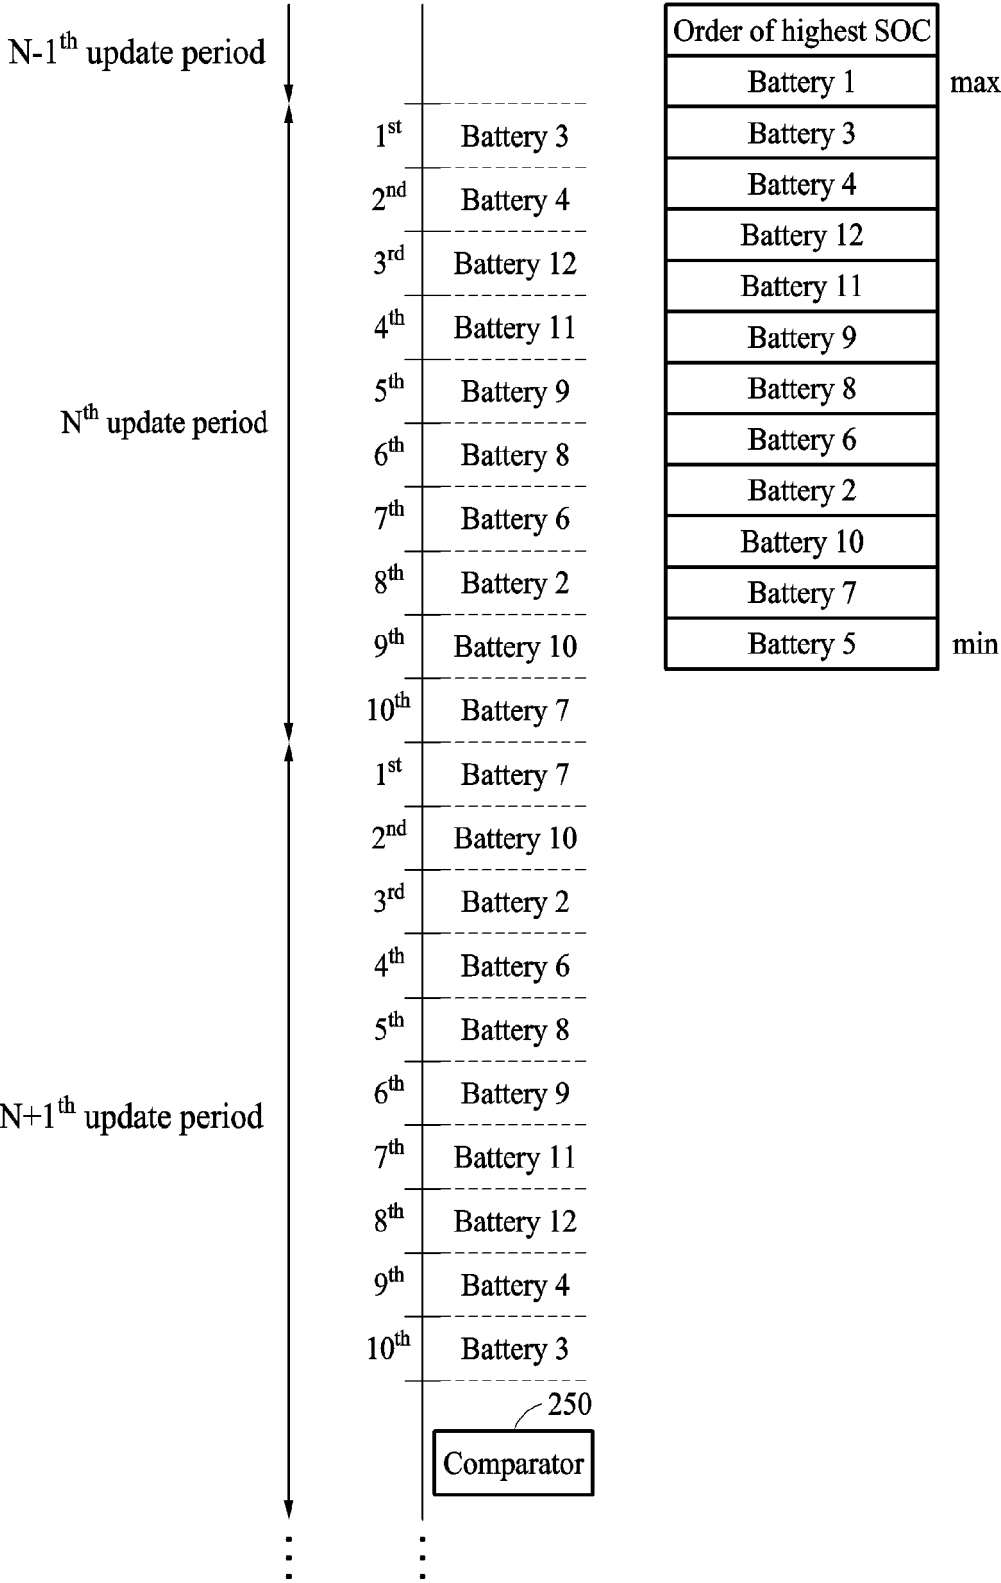 N-1th update period
1st Battery 3
2nd Battery 4
3rd Battery 12
4th Battery 11
5th Battery 9
Nth update period
6th Battery 8
7th Battery 6
8th Battery 2
9th Battery 10
10th Battery 7
1st Battery 7
2nd Battery 10
3rd Battery 2
4th Battery 6
5th Battery 8
6th Battery 9
N+1th update period
7th Battery 11
8th Battery 12
9th Battery 4
10th Battery 3
250
Comparator
Order of highest SOC
Battery 1 max
Battery 3
Battery 4
Battery 12
Battery 11
Battery 9
Battery 8
Battery 6
Battery 2
Battery 10
Battery 7
Battery 5 min